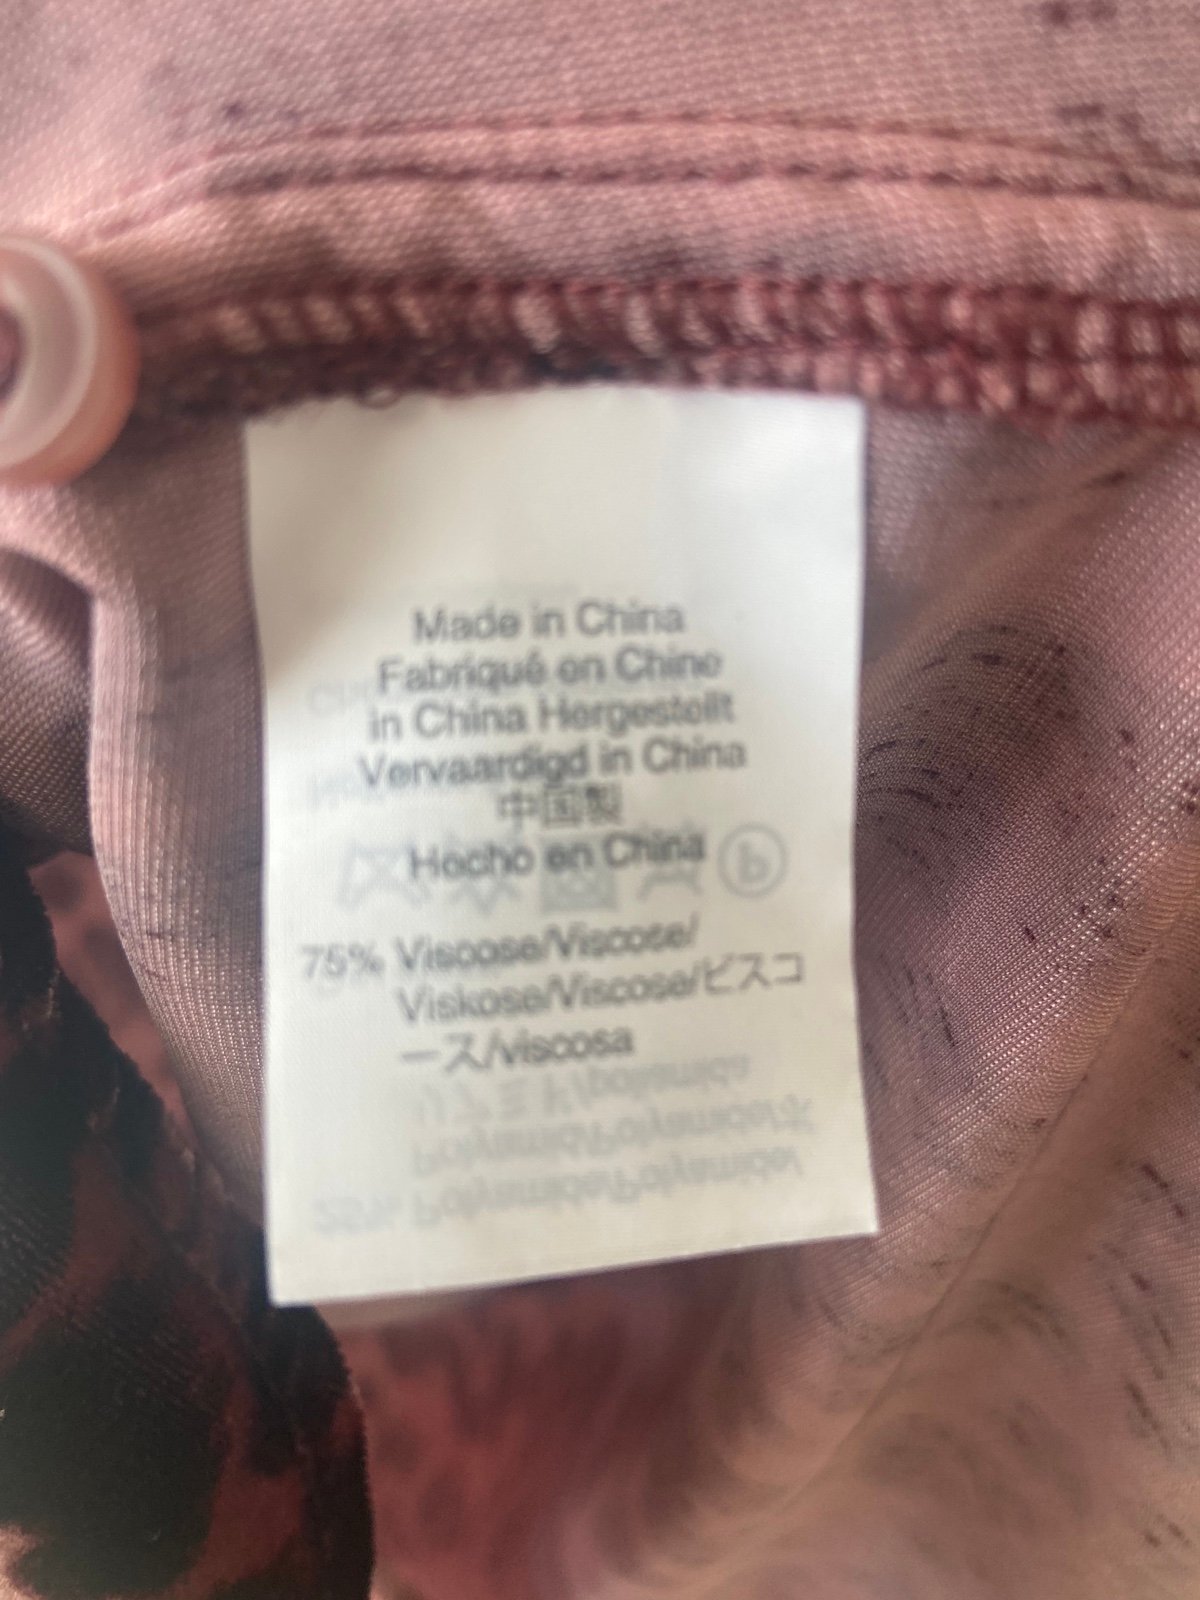 Made in China
Fabriqué en Chine
in China Hergestellt
Vervaardigd in China
中国製
Hecho en China
75% Viscose/Viscose/
Viskose/Viscose/ビスコ
ース/viscosa